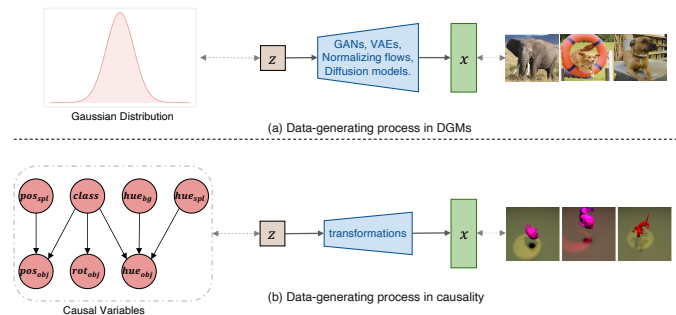 z
GANs, VAEs,
Normalizing flows,
Diffusion models.
x
Gaussian Distribution
(a) Data-generating process in DGMs
pos_spl class hue_bg hue_spl
z
transformations
x
pos_obj rot_obj hue_obj
(b) Data-generating process in causality
Causal Variables